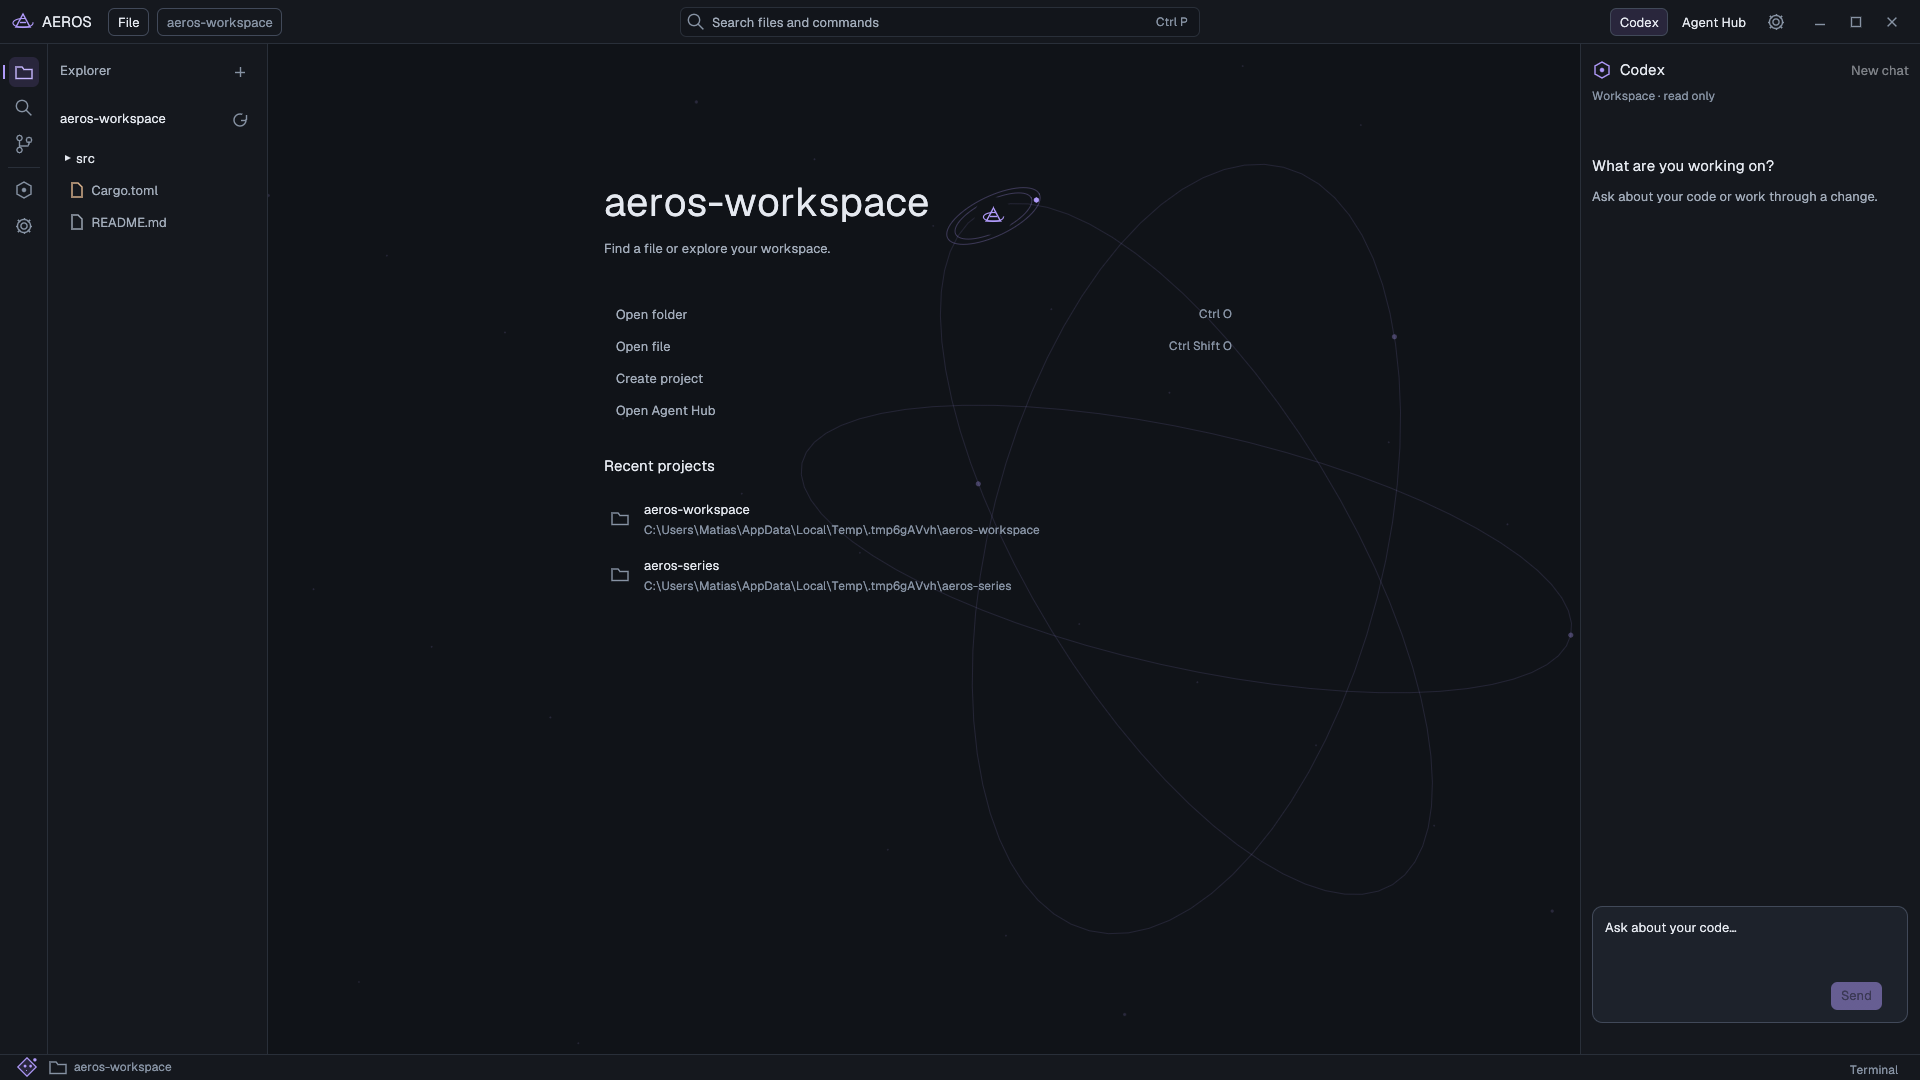 AEROS File aeros-workspace Search files and commands Ctrl P Codex Agent Hub
Explorer
aeros-workspace
src
Cargo.toml
README.md
aeros-workspace
Find a file or explore your workspace.
Open folder Ctrl O
Open file Ctrl Shift O
Create project
Open Agent Hub
Recent projects
aeros-workspace
C:\Users\Matias\AppData\Local\Temp\.tmp6gAVvh\aeros-workspace
aeros-series
C:\Users\Matias\AppData\Local\Temp\.tmp6gAVvh\aeros-series
Codex New chat
Workspace · read only
What are you working on?
Ask about your code or work through a change.
Ask about your code…
Send
aeros-workspace Terminal